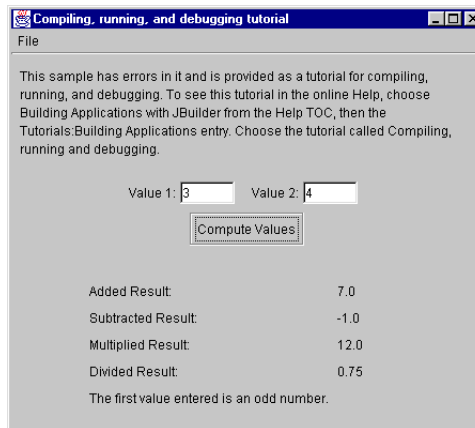 Compiling, running, and debugging tutorial
File
This sample has errors in it and is provided as a tutorial for compiling,
running, and debugging. To see this tutorial in the online Help, choose
Building Applications with JBuilder from the Help TOC, then the
Tutorials:Building Applications entry. Choose the tutorial called Compiling,
running and debugging.
Value 1: 3 Value 2: 4
Compute Values
Added Result: 7.0
Subtracted Result: -1.0
Multiplied Result: 12.0
Divided Result: 0.75
The first value entered is an odd number.